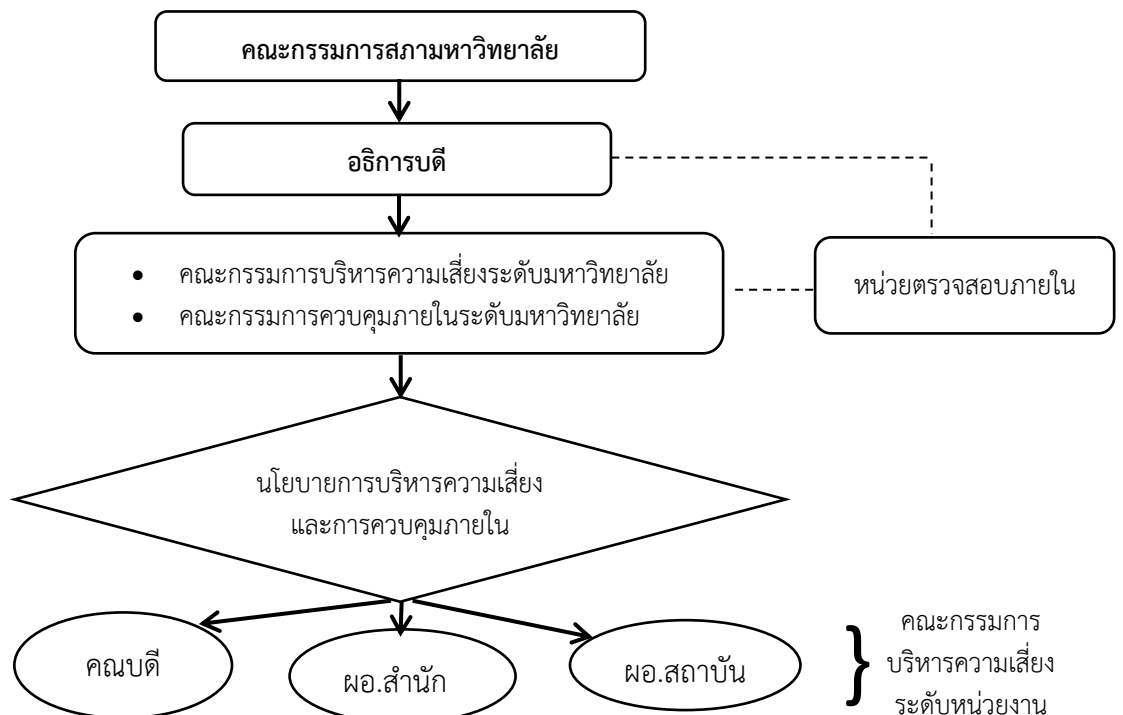 คณะกรรมการสภามหาวิทยาลัย
อธิการบดี
• คณะกรรมการบริหารความเสี่ยงระดับมหาวิทยาลัย
• คณะกรรมการควบคุมภายในระดับมหาวิทยาลัย
หน่วยตรวจสอบภายใน
นโยบายการบริหารความเสี่ยง
และการควบคุมภายใน
คณบดี
ผอ.สำนัก
ผอ.สถาบัน
}
คณะกรรมการ
บริหารความเสี่ยง
ระดับหน่วยงาน